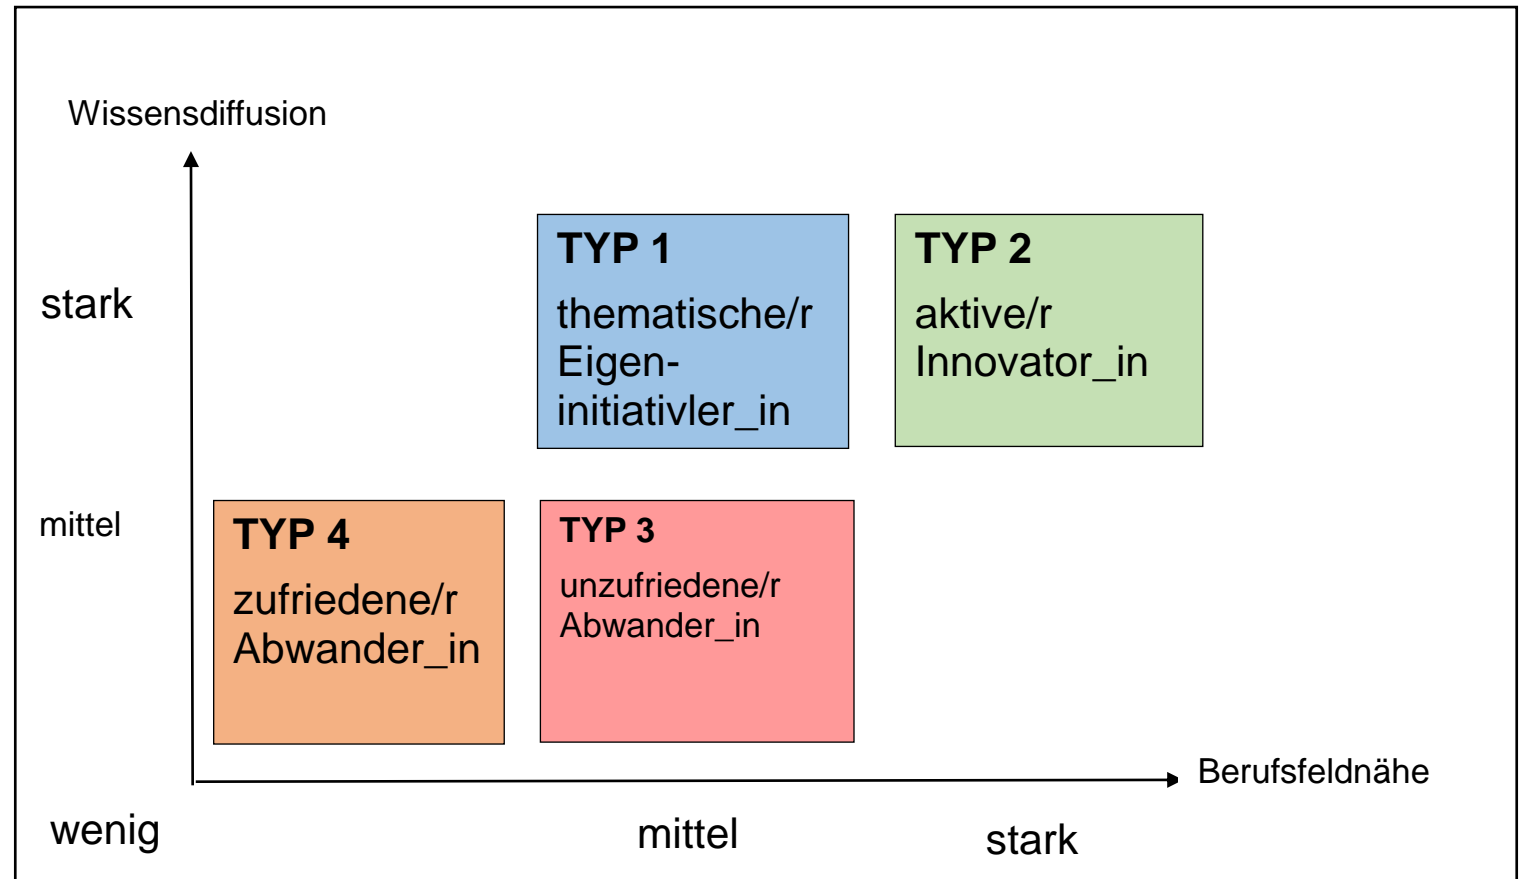 Wissensdiffusion
stark
TYP 1
thematische/r
Eigen-
initiativler_in
TYP 2
aktive/r
Innovator_in
mittel
TYP 4
zufriedene/r
Abwander_in
TYP 3
unzufriedene/r
Abwander_in
Berufsfeldnähe
wenig
mittel
stark